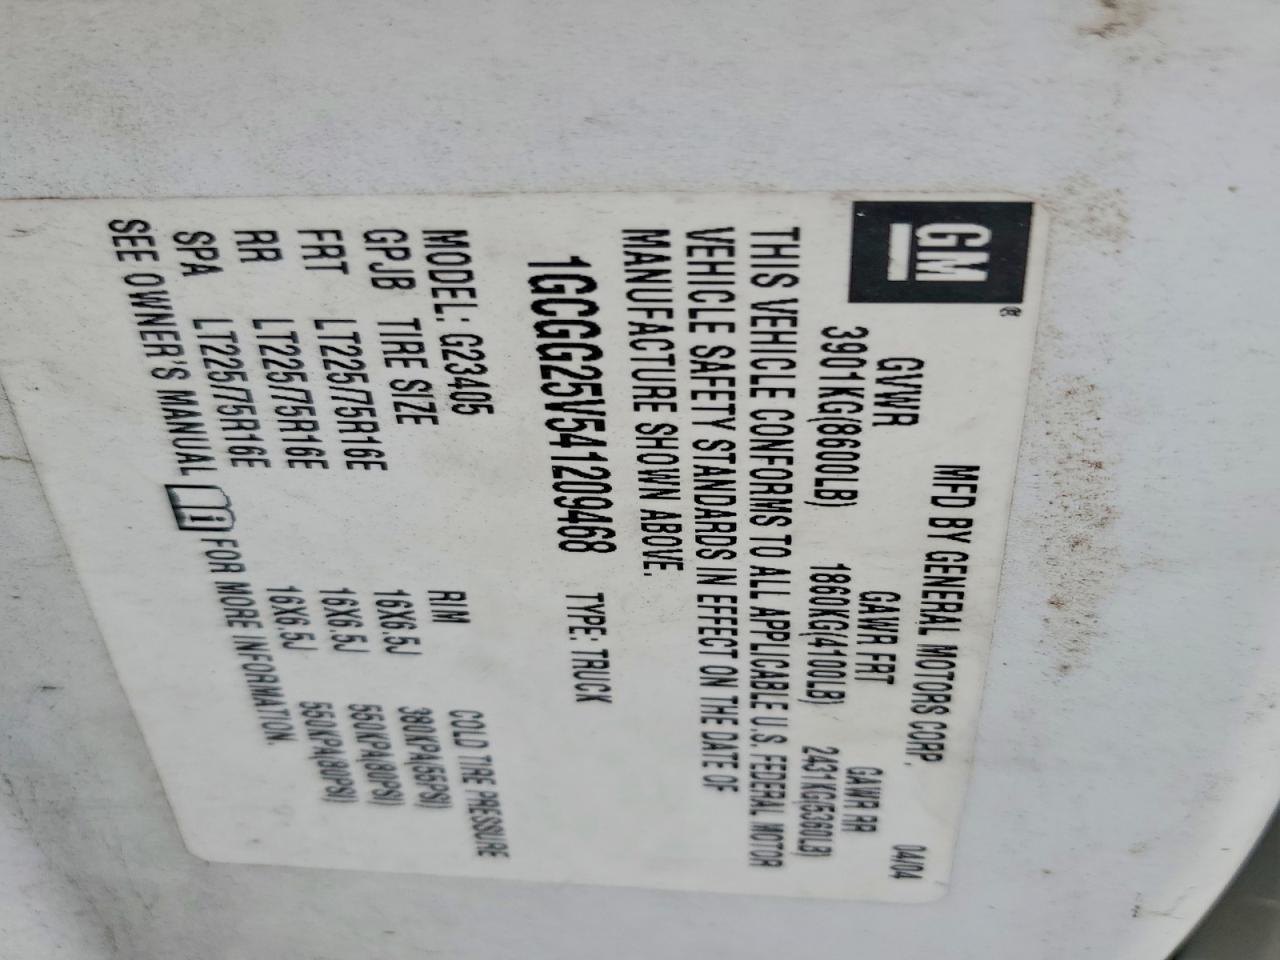 GM®
MFD BY GENERAL MOTORS CORP. 04/04
GVWR GAWR FRT GAWR RR
3901KG(8600LB) 1860KG(4100LB) 2431KG(5360LB)
THIS VEHICLE CONFORMS TO ALL APPLICABLE U.S. FEDERAL MOTOR
VEHICLE SAFETY STANDARDS IN EFFECT ON THE DATE OF
MANUFACTURE SHOWN ABOVE.
1GCGG25V541209468 TYPE: TRUCK
MODEL: G23405
GPJB TIRE SIZE RIM COLD TIRE PRESSURE
FRT LT225/75R16E 16X6.5J 380KPA(55PSI)
RR LT225/75R16E 16X6.5J 550KPA(80PSI)
SPA LT225/75R16E 16X6.5J 550KPA(80PSI)
SEE OWNER'S MANUAL i FOR MORE INFORMATION.